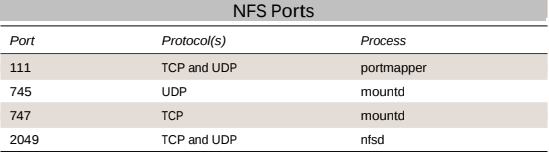 NFS Ports
Port Protocol(s) Process
111 TCP and UDP portmapper
745 UDP mountd
747 TCP mountd
2049 TCP and UDP nfsd